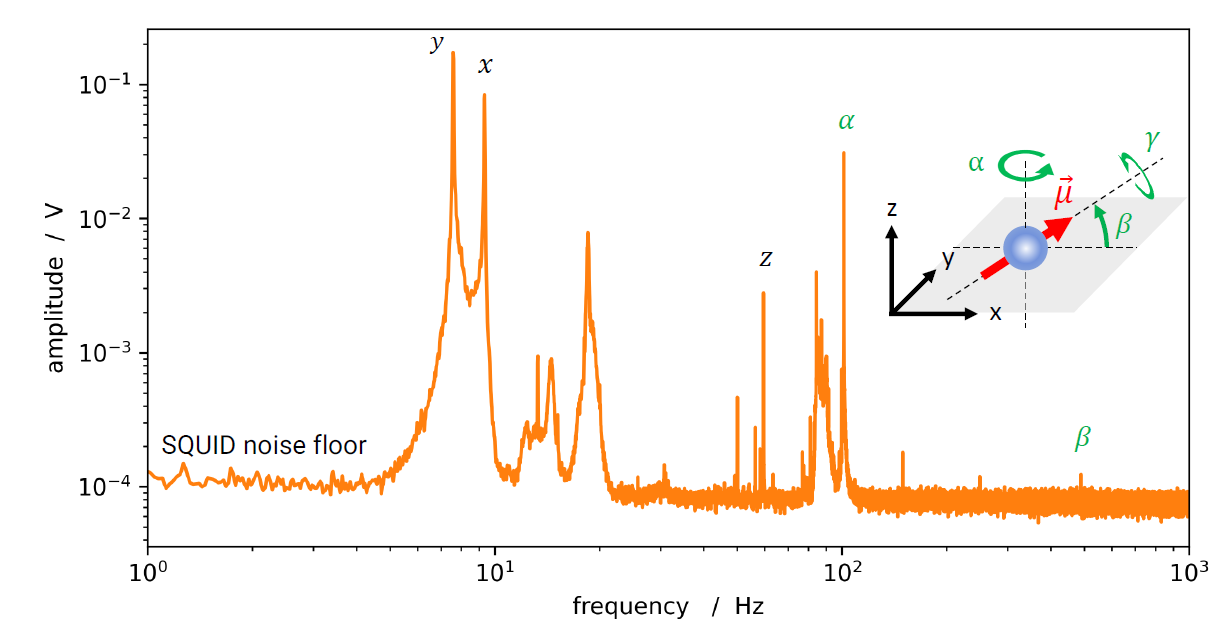 y
x
α
z
β
SQUID noise floor
α
γ
μ⃗
β
z
y
x
10⁻¹
10⁻²
10⁻³
10⁻⁴
amplitude / V
10⁰
10¹
10²
10³
frequency / Hz